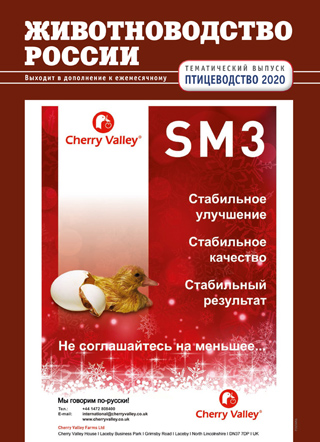 ЖИВОТНОВОДСТВО
РОССИИ
Выходит в дополнение к ежемесячному
ТЕМАТИЧЕСКИЙ ВЫПУСК
ПТИЦЕВОДСТВО 2020
Cherry Valley®
SM3
Стабильное
улучшение
Стабильное
качество
Стабильный
результат
Не соглашайтесь на меньшее...
Мы говорим по-русски!
Тел.: +44 1472 808400
E-mail: international@cherryvalley.co.uk
www.cherryvalley.co.uk
Cherry Valley Farms Ltd
Cherry Valley House I Laceby Business Park I Grimsby Road I Laceby I North Lincolnshire I DN37 7DP I UK
Cherry Valley®